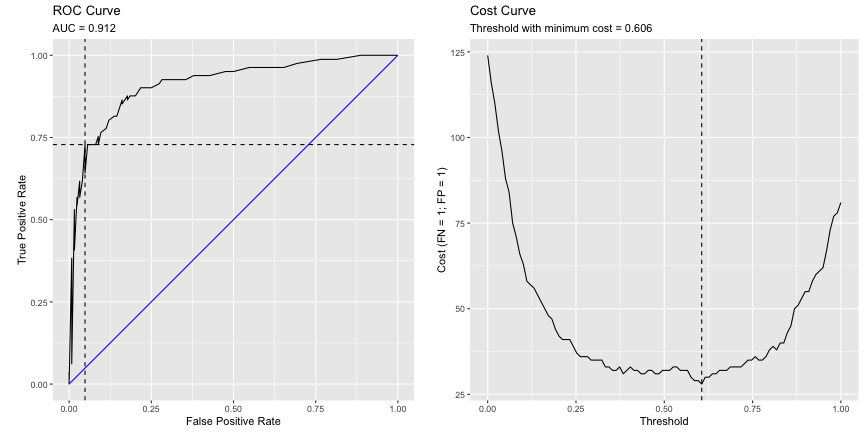 ROC Curve
AUC = 0.912
1.00
0.75
0.50
0.25
0.00
True Positive Rate
0.00 0.25 0.50 0.75 1.00
False Positive Rate
Cost Curve
Threshold with minimum cost = 0.606
125
100
75
50
25
Cost (FN = 1; FP = 1)
0.00 0.25 0.50 0.75 1.00
Threshold